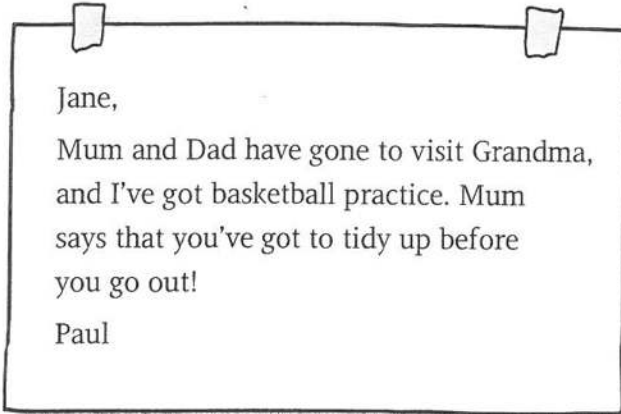 Jane,
Mum and Dad have gone to visit Grandma,
and I've got basketball practice. Mum
says that you've got to tidy up before
you go out!
Paul